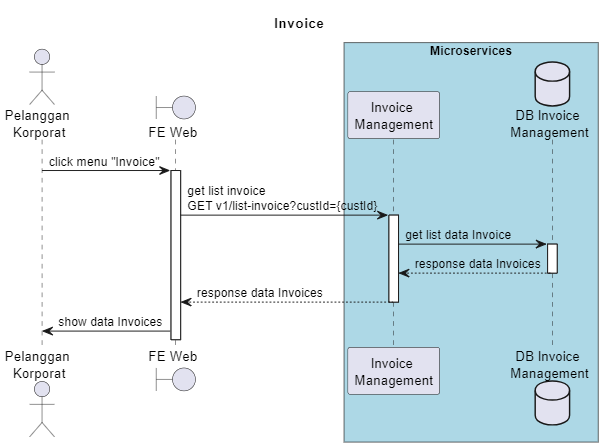 Invoice
Microservices
Pelanggan
Korporat
FE Web
Invoice
Management
DB Invoice
Management
click menu "Invoice"
get list invoice
GET v1/list-invoice?custId={custId}
get list data Invoice
response data Invoices
response data Invoices
show data Invoices
Pelanggan
Korporat
FE Web
Invoice
Management
DB Invoice
Management